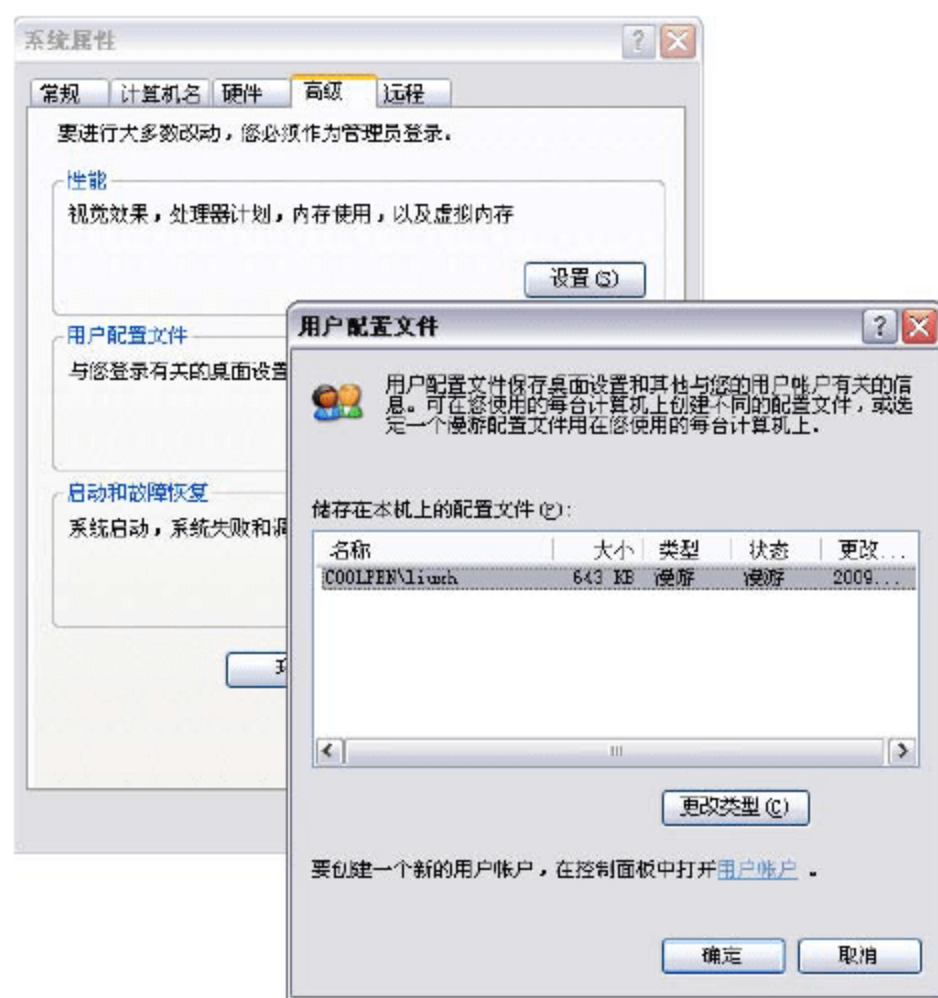 系统属性
常规 计算机名 硬件 高级 远程
要进行大多数改动，您必须作为管理员登录。
性能
视觉效果，处理器计划，内存使用，以及虚拟内存
设置(S)
用户配置文件
与您登录有关的桌面设置
启动和故障恢复
系统启动，系统失败和调
环
用户配置文件
用户配置文件保存桌面设置和其他与您的用户帐户有关的信
息。可在您使用的每台计算机上创建不同的配置文件，或选
定一个漫游配置文件用在您使用的每台计算机上。
储存在本机上的配置文件(P):
名称 大小 类型 状态 更改...
COOLPEN\liuxh 643 KB 漫游 漫游 2009...
更改类型(C)
要创建一个新的用户帐户，在控制面板中打开用户帐户。
确定 取消